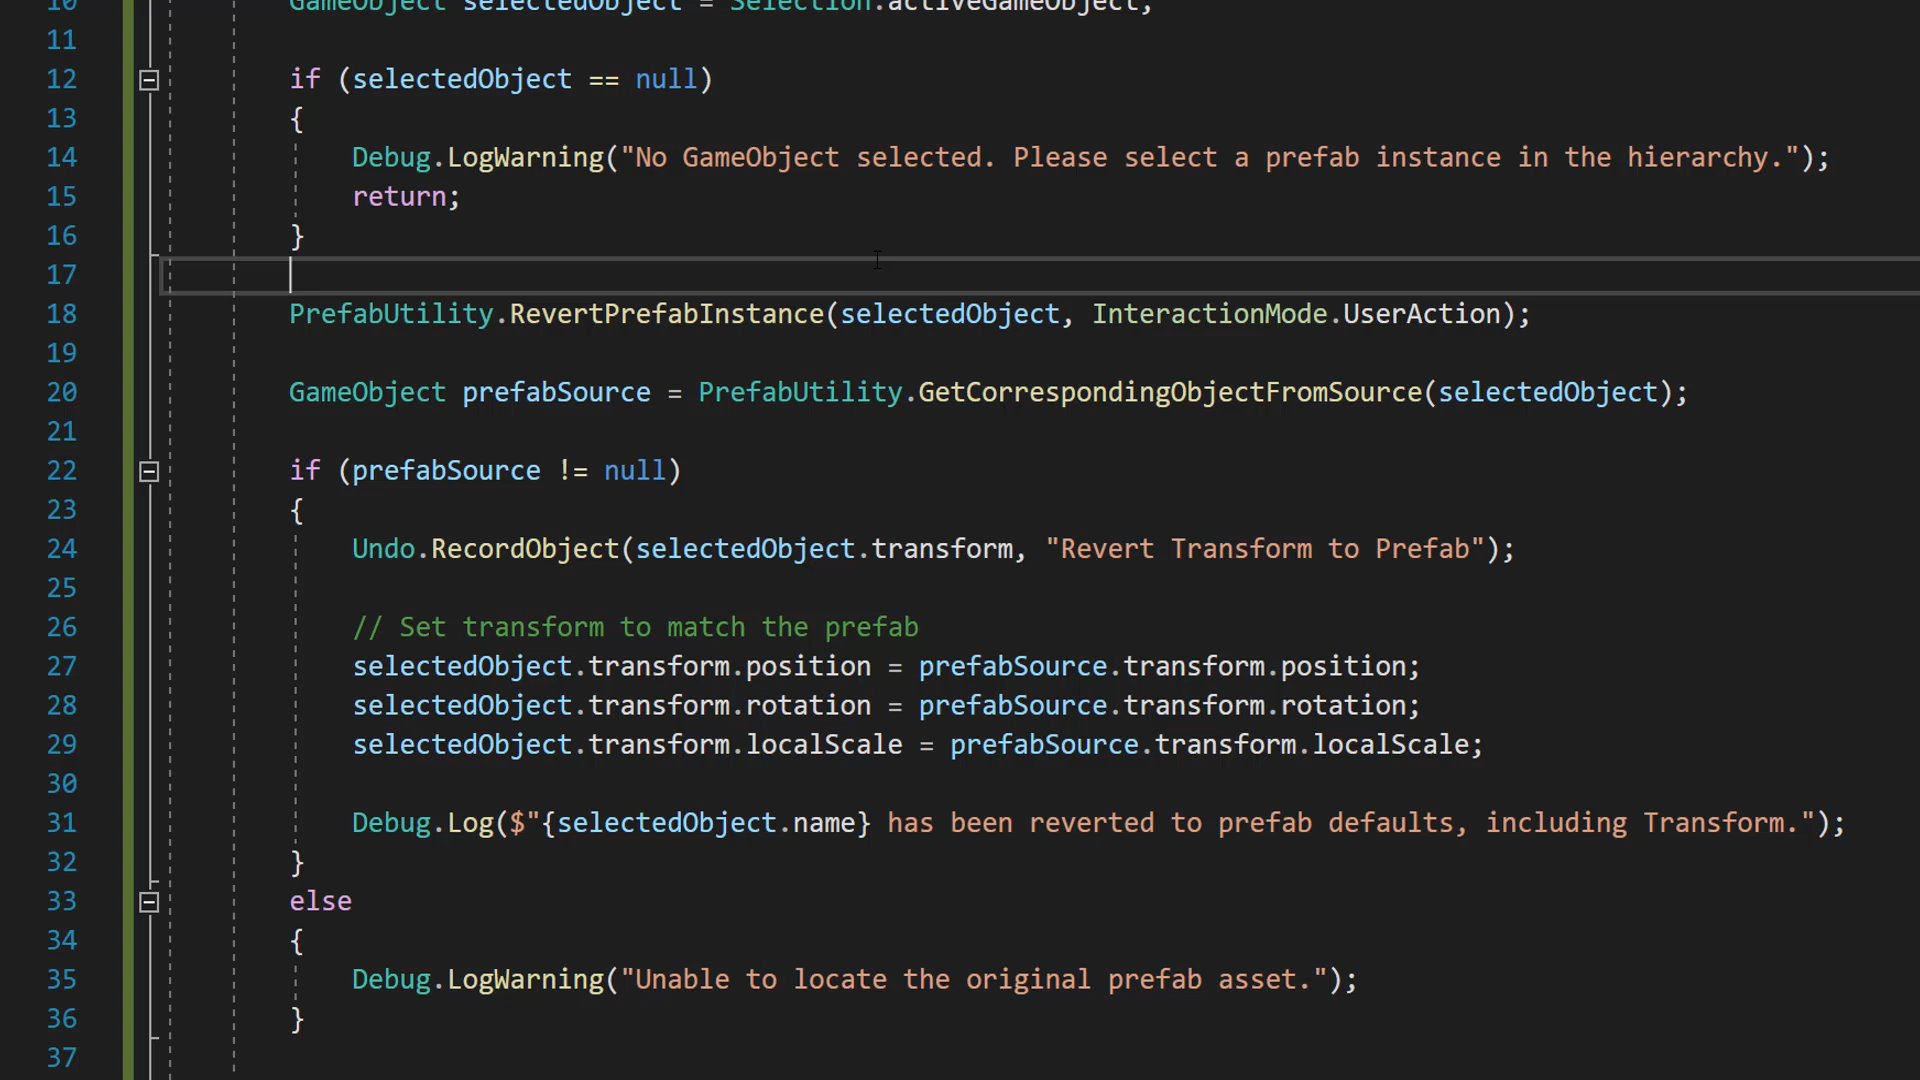 10 GameObject selectedObject = Selection.activeGameObject;
11
12 if (selectedObject == null)
13 {
14 Debug.LogWarning("No GameObject selected. Please select a prefab instance in the hierarchy.");
15 return;
16 }
17
18 PrefabUtility.RevertPrefabInstance(selectedObject, InteractionMode.UserAction);
19
20 GameObject prefabSource = PrefabUtility.GetCorrespondingObjectFromSource(selectedObject);
21
22 if (prefabSource != null)
23 {
24 Undo.RecordObject(selectedObject.transform, "Revert Transform to Prefab");
25
26 // Set transform to match the prefab
27 selectedObject.transform.position = prefabSource.transform.position;
28 selectedObject.transform.rotation = prefabSource.transform.rotation;
29 selectedObject.transform.localScale = prefabSource.transform.localScale;
30
31 Debug.Log($"{selectedObject.name} has been reverted to prefab defaults, including Transform.");
32 }
33 else
34 {
35 Debug.LogWarning("Unable to locate the original prefab asset.");
36 }
37